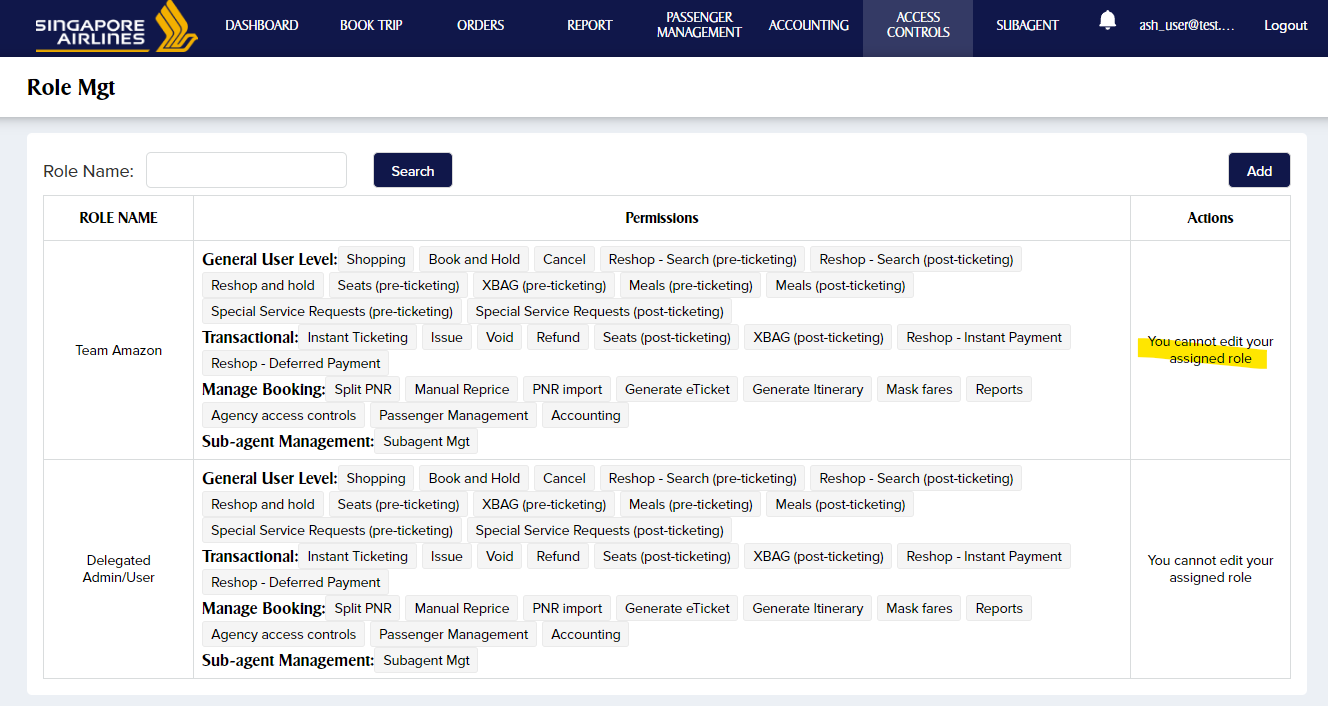 SINGAPORE
AIRLINES
DASHBOARD
BOOK TRIP
ORDERS
REPORT
PASSENGER
MANAGEMENT
ACCOUNTING
ACCESS
CONTROLS
SUBAGENT
ash_user@test....
Logout
Role Mgt
Role Name:
Search
Add
ROLE NAME
Permissions
Actions
Team Amazon
General User Level: Shopping Book and Hold Cancel Reshop - Search (pre-ticketing) Reshop - Search (post-ticketing)
Reshop and hold Seats (pre-ticketing) XBAG (pre-ticketing) Meals (pre-ticketing) Meals (post-ticketing)
Special Service Requests (pre-ticketing) Special Service Requests (post-ticketing)
Transactional: Instant Ticketing Issue Void Refund Seats (post-ticketing) XBAG (post-ticketing) Reshop - Instant Payment
Reshop - Deferred Payment
Manage Booking: Split PNR Manual Reprice PNR import Generate eTicket Generate Itinerary Mask fares Reports
Agency access controls Passenger Management Accounting
Sub-agent Management: Subagent Mgt
You cannot edit your
assigned role
Delegated
Admin/User
General User Level: Shopping Book and Hold Cancel Reshop - Search (pre-ticketing) Reshop - Search (post-ticketing)
Reshop and hold Seats (pre-ticketing) XBAG (pre-ticketing) Meals (pre-ticketing) Meals (post-ticketing)
Special Service Requests (pre-ticketing) Special Service Requests (post-ticketing)
Transactional: Instant Ticketing Issue Void Refund Seats (post-ticketing) XBAG (post-ticketing) Reshop - Instant Payment
Reshop - Deferred Payment
Manage Booking: Split PNR Manual Reprice PNR import Generate eTicket Generate Itinerary Mask fares Reports
Agency access controls Passenger Management Accounting
Sub-agent Management: Subagent Mgt
You cannot edit your
assigned role